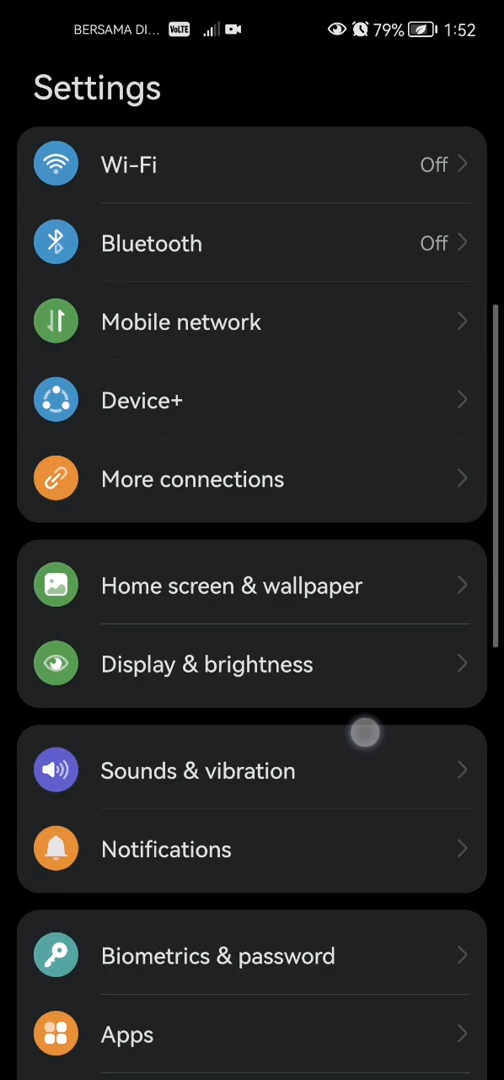 BERSAMA DI... VoLTE 79% 1:52
Settings
Wi-Fi Off
Bluetooth Off
Mobile network
Device+
More connections
Home screen & wallpaper
Display & brightness
Sounds & vibration
Notifications
Biometrics & password
Apps